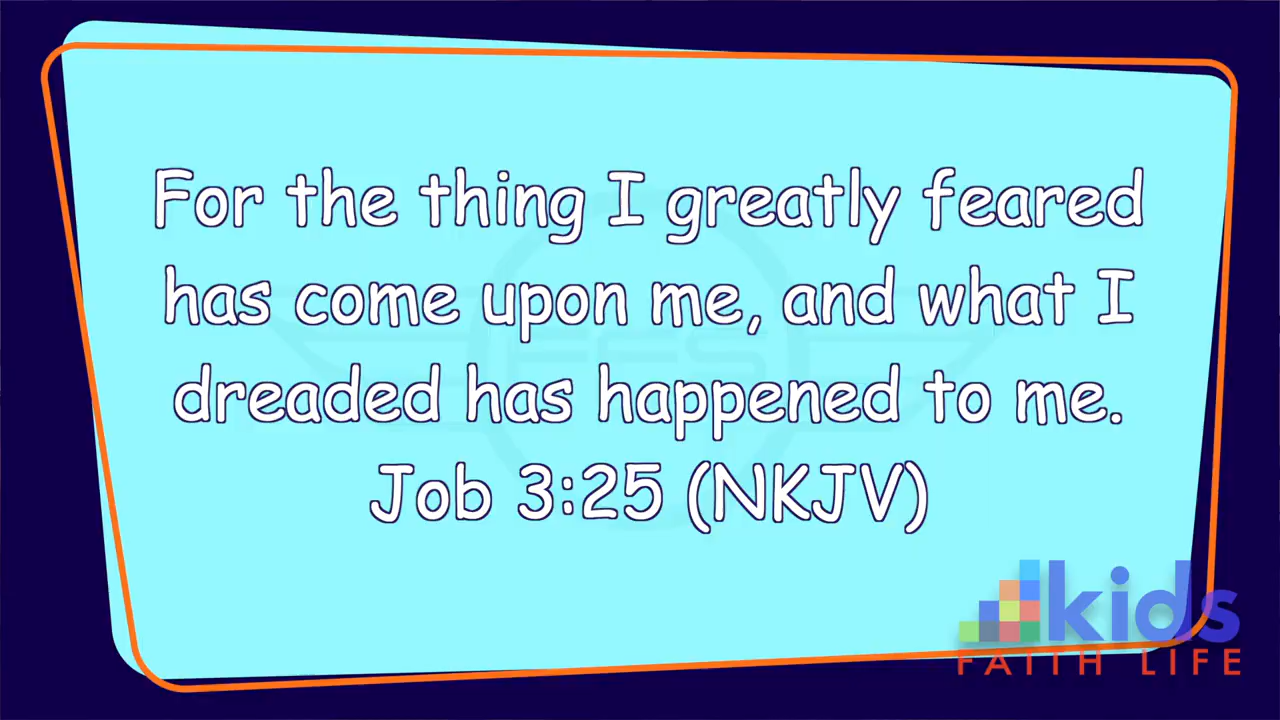 For the thing I greatly feared
has come upon me, and what I
dreaded has happened to me.
Job 3:25 (NKJV)
FFS
kids
FAITH LIFE